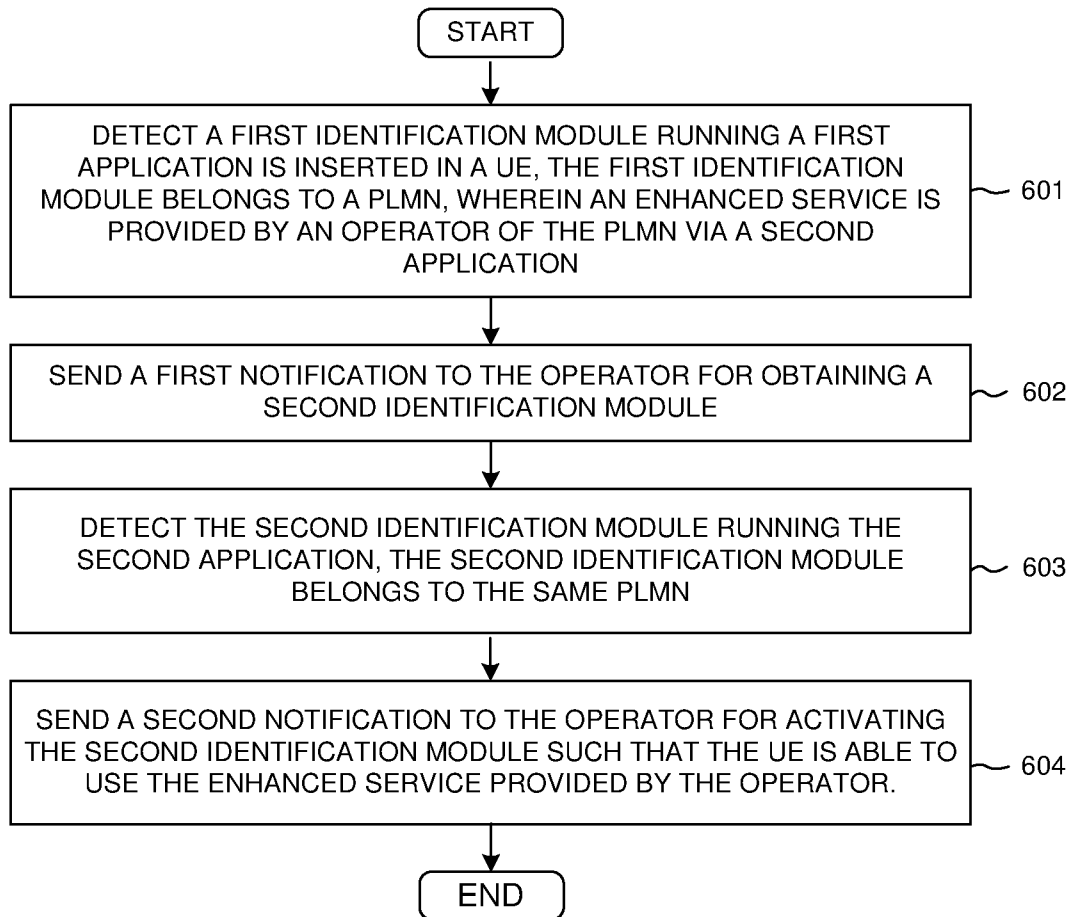 START
DETECT A FIRST IDENTIFICATION MODULE RUNNING A FIRST
APPLICATION IS INSERTED IN A UE, THE FIRST IDENTIFICATION
MODULE BELONGS TO A PLMN, WHEREIN AN ENHANCED SERVICE IS
PROVIDED BY AN OPERATOR OF THE PLMN VIA A SECOND
APPLICATION
601
SEND A FIRST NOTIFICATION TO THE OPERATOR FOR OBTAINING A
SECOND IDENTIFICATION MODULE
602
DETECT THE SECOND IDENTIFICATION MODULE RUNNING THE
SECOND APPLICATION, THE SECOND IDENTIFICATION MODULE
BELONGS TO THE SAME PLMN
603
SEND A SECOND NOTIFICATION TO THE OPERATOR FOR ACTIVATING
THE SECOND IDENTIFICATION MODULE SUCH THAT THE UE IS ABLE TO
USE THE ENHANCED SERVICE PROVIDED BY THE OPERATOR.
604
END